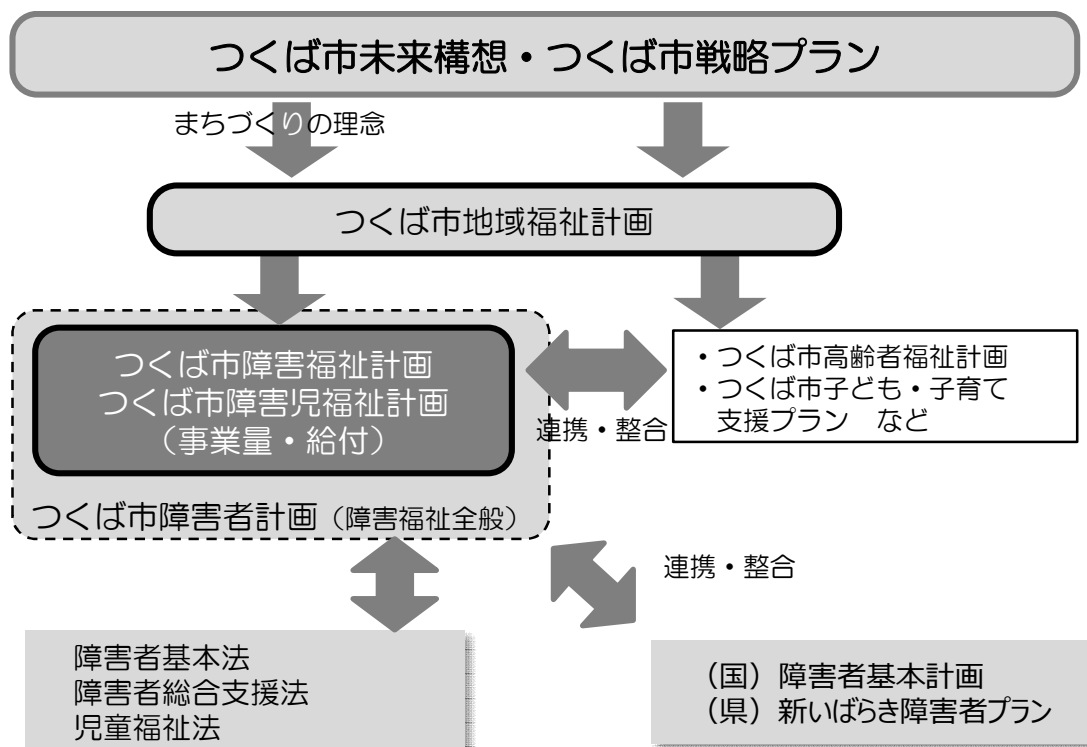 つくば市未来構想・つくば市戦略プラン
まちづくりの理念
つくば市地域福祉計画
つくば市障害福祉計画
つくば市障害児福祉計画
（事業量・給付）
つくば市障害者計画（障害福祉全般）
連携・整合
・つくば市高齢者福祉計画
・つくば市子ども・子育て
支援プラン　など
連携・整合
障害者基本法
障害者総合支援法
児童福祉法
（国）障害者基本計画
（県）新いばらき障害者プラン